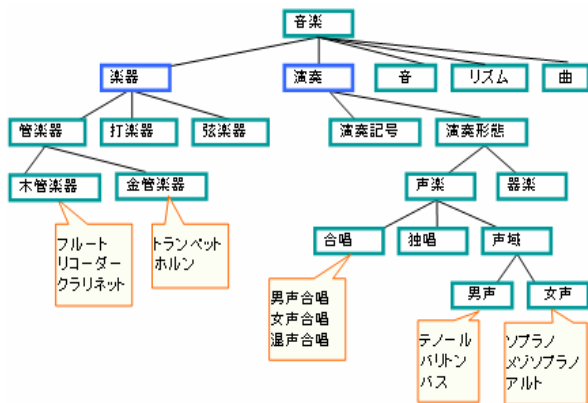 音楽
楽器
演奏
音
リズム
曲
管楽器
打楽器
弦楽器
演奏記号
演奏形態
木管楽器
金管楽器
声楽
器楽
フルート
リコーダー
クラリネット
トランペット
ホルン
合唱
独唱
声域
男声合唱
女声合唱
混声合唱
男声
女声
テノール
バリトン
バス
ソプラノ
メゾソプラノ
アルト